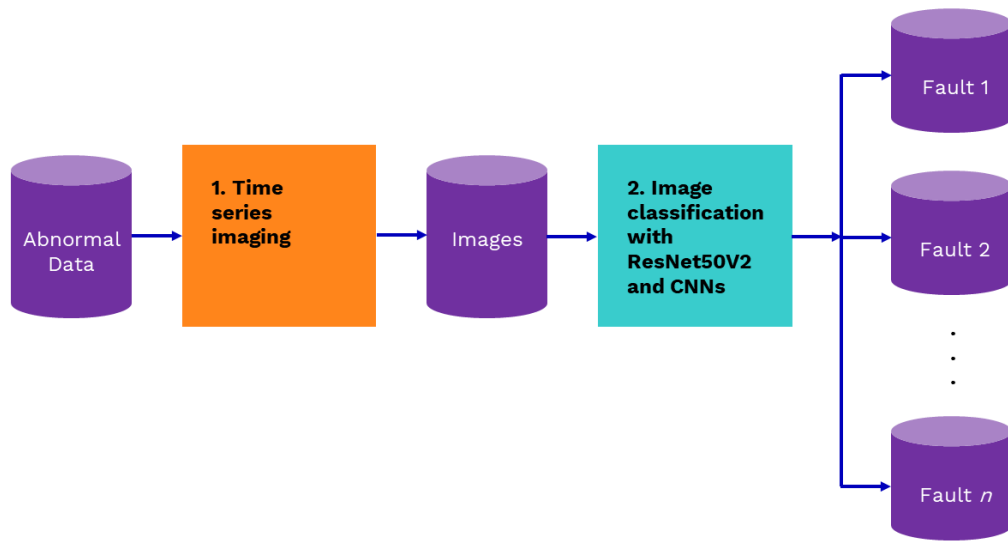 Abnormal
Data
1. Time
series
imaging
Images
2. Image
classification
with
ResNet50V2
and CNNs
Fault 1
Fault 2
.
.
.
Fault n